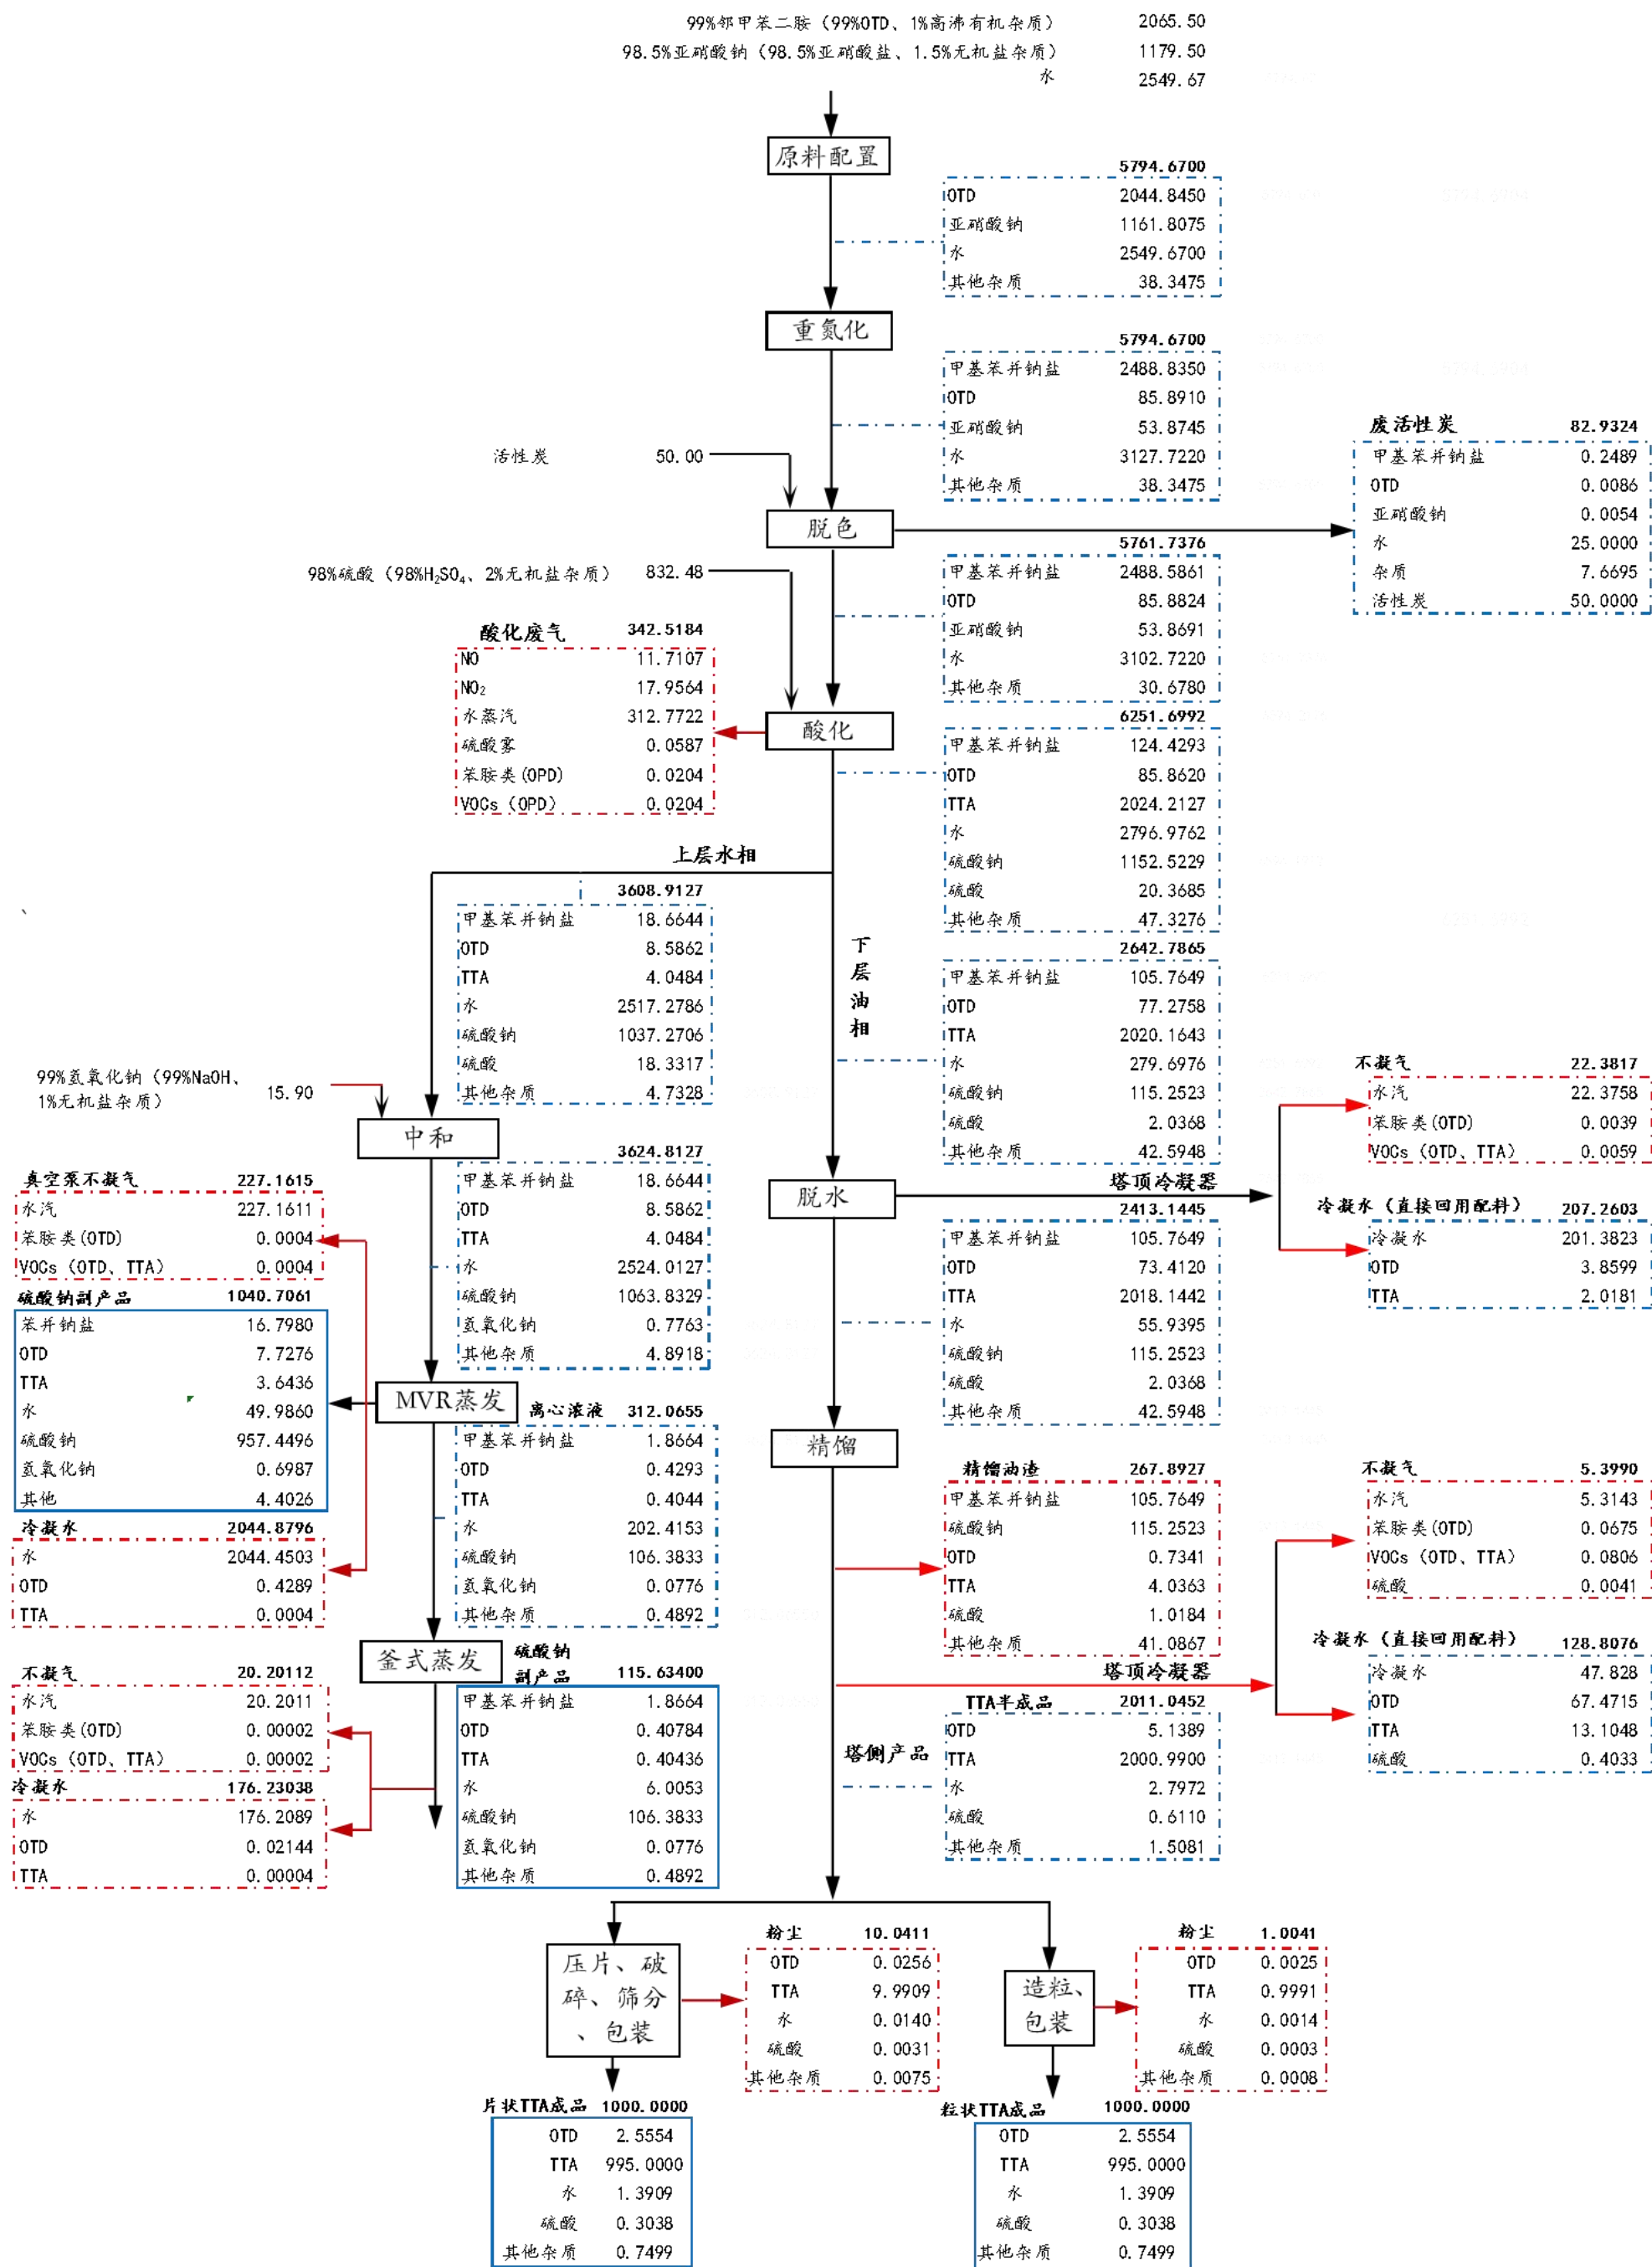 99%邻甲苯二胺（99%OTD、1%高沸有机杂质） 2065.50
98.5%亚硝酸钠（98.5%亚硝酸盐、1.5%无机盐杂质） 1179.50
水 2549.67
原料配置
5794.6700
OTD 2044.8450
亚硝酸钠 1161.8075
水 2549.6700
其他杂质 38.3475
重氮化
5794.6700
甲基苯并钠盐 2488.8350
OTD 85.8910
亚硝酸钠 53.8745
水 3127.7220
其他杂质 38.3475
活性炭 50.00
脱色
废活性炭 82.9324
甲基苯并钠盐 0.2489
OTD 0.0086
亚硝酸钠 0.0054
水 25.0000
杂质 7.6695
活性炭 50.0000
5761.7376
甲基苯并钠盐 2488.5861
OTD 85.8824
亚硝酸钠 53.8691
水 3102.7220
其他杂质 30.6780
98%硫酸（98%H₂SO₄、2%无机盐杂质） 832.48
酸化废气 342.5184
NO 11.7107
NO₂ 17.9564
水蒸汽 312.7722
硫酸雾 0.0587
笨胺类(OPD) 0.0204
VOCs（OPD） 0.0204
酸化
6251.6992
甲基苯并钠盐 124.4293
OTD 85.8620
TTA 2024.2127
水 2796.9762
硫酸钠 1152.5229
硫酸 20.3685
其他杂质 47.3276
上层水相
3608.9127
甲基苯并钠盐 18.6644
OTD 8.5862
TTA 4.0484
水 2517.2786
硫酸钠 1037.2706
硫酸 18.3317
其他杂质 4.7328
下层油相
2642.7865
甲基苯并钠盐 105.7649
OTD 77.2758
TTA 2020.1643
水 279.6976
硫酸钠 115.2523
硫酸 2.0368
其他杂质 42.5948
99%氢氧化钠（99%NaOH、
1%无机盐杂质） 15.90
中和
3624.8127
甲基苯并钠盐 18.6644
OTD 8.5862
TTA 4.0484
水 2524.0127
硫酸钠 1063.8329
氢氧化钠 0.7763
其他杂质 4.8918
脱水
塔顶冷凝器
不凝气 22.3817
水汽 22.3758
笨胺类(OTD) 0.0039
VOCs（OTD、TTA） 0.0059
冷凝水（直接回用配料） 207.2603
冷凝水 201.3823
OTD 3.8599
TTA 2.0181
2413.1445
甲基苯并钠盐 105.7649
OTD 73.4120
TTA 2018.1442
水 55.9395
硫酸钠 115.2523
硫酸 2.0368
其他杂质 42.5948
真空泵不凝气 227.1615
水汽 227.1611
笨胺类(OTD) 0.0004
VOCs（OTD、TTA） 0.0004
硫酸钠副产品 1040.7061
苯并钠盐 16.7980
OTD 7.7276
TTA 3.6436
水 49.9860
硫酸钠 957.4496
氢氧化钠 0.6987
其他 4.4026
冷凝水 2044.8796
水 2044.4503
OTD 0.4289
TTA 0.0004
MVR蒸发
离心浓液 312.0655
甲基苯并钠盐 1.8664
OTD 0.4293
TTA 0.4044
水 202.4153
硫酸钠 106.3833
氢氧化钠 0.0776
其他杂质 0.4892
精馏
精馏油渣 267.8927
甲基苯并钠盐 105.7649
硫酸钠 115.2523
OTD 0.7341
TTA 4.0363
硫酸 1.0184
其他杂质 41.0867
不凝气 5.3990
水汽 5.3143
笨胺类(OTD) 0.0675
VOCs（OTD、TTA） 0.0806
硫酸 0.0041
塔顶冷凝器
冷凝水（直接回用配料） 128.8076
冷凝水 47.828
OTD 67.4715
TTA 13.1048
硫酸 0.4033
釜式蒸发
硫酸钠
副产品 115.63400
甲基苯并钠盐 1.8664
OTD 0.40784
TTA 0.40436
水 6.0053
硫酸钠 106.3833
氢氧化钠 0.0776
其他杂质 0.4892
不凝气 20.20112
水汽 20.2011
笨胺类(OTD) 0.00002
VOCs（OTD、TTA） 0.00002
冷凝水 176.23038
水 176.2089
OTD 0.02144
TTA 0.00004
塔侧产品
TTA半成品 2011.0452
OTD 5.1389
TTA 2000.9900
水 2.7972
硫酸 0.6110
其他杂质 1.5081
压片、破
碎、筛分
、包装
粉尘 10.0411
OTD 0.0256
TTA 9.9909
水 0.0140
硫酸 0.0031
其他杂质 0.0075
造粒、
包装
粉尘 1.0041
OTD 0.0025
TTA 0.9991
水 0.0014
硫酸 0.0003
其他杂质 0.0008
片状TTA成品 1000.0000
OTD 2.5554
TTA 995.0000
水 1.3909
硫酸 0.3038
其他杂质 0.7499
粒状TTA成品 1000.0000
OTD 2.5554
TTA 995.0000
水 1.3909
硫酸 0.3038
其他杂质 0.7499